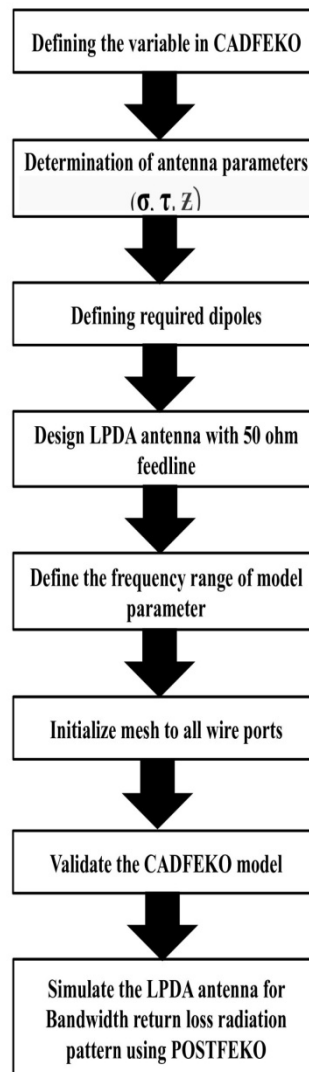 Defining the variable in CADFEKO
Determination of antenna parameters
(σ, τ, Z)
Defining required dipoles
Design LPDA antenna with 50 ohm
feedline
Define the frequency range of model
parameter
Initialize mesh to all wire ports
Validate the CADFEKO model
Simulate the LPDA antenna for
Bandwidth return loss radiation
pattern using POSTFEKO